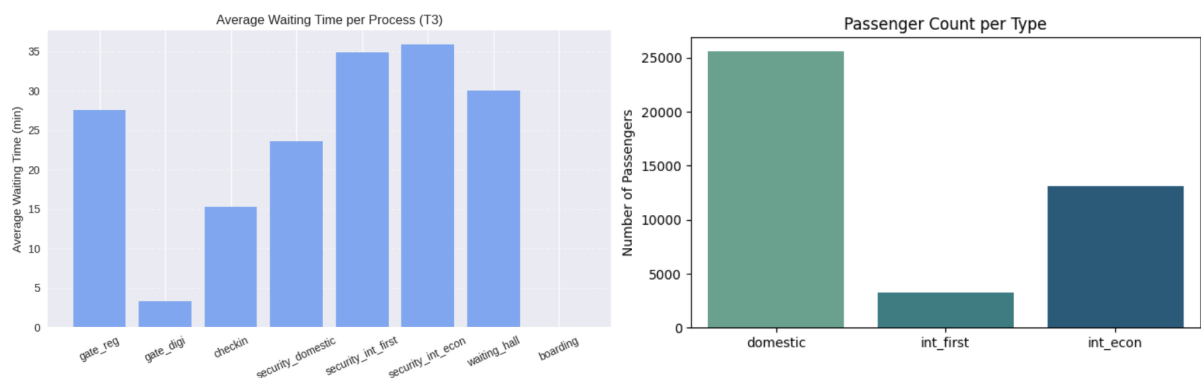 Average Waiting Time per Process (T3)
Average Waiting Time (min)
35
30
25
20
15
10
5
0
gate_reg
gate_digi
checkin
security_domestic
security_int_first
security_int_econ
waiting_hall
boarding
Passenger Count per Type
Number of Passengers
25000
20000
15000
10000
5000
0
domestic
int_first
int_econ